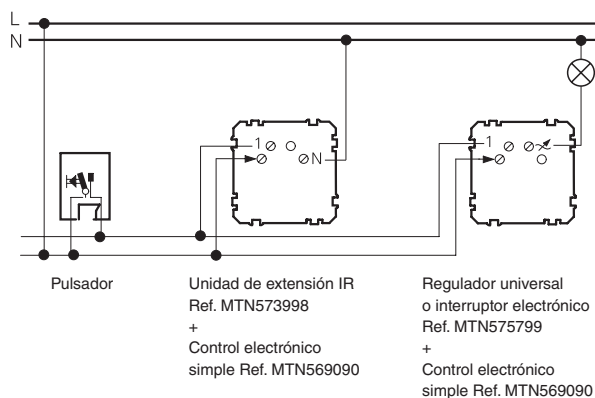 L
N
1
N
1
Pulsador
Unidad de extensión IR
Ref. MTN573998
+
Control electrónico
simple Ref. MTN569090
Regulador universal
o interruptor electrónico
Ref. MTN575799
+
Control electrónico
simple Ref. MTN569090